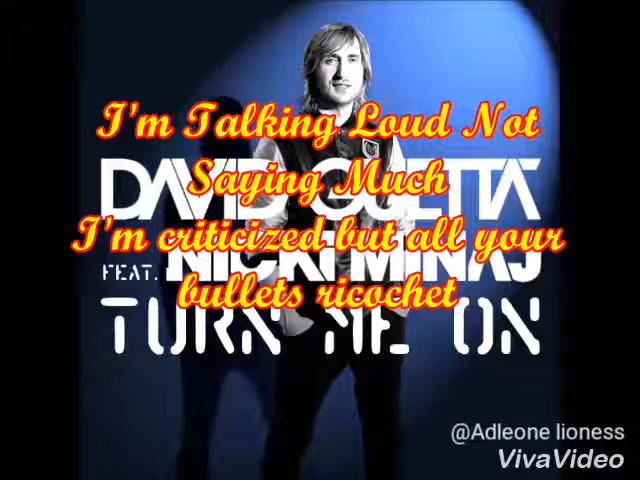 I'm Talking Loud Not
DAVID GUETTA
Saying Much
I'm criticized but all your
FEAT. NICKI MINAJ
bullets ricochet
TURN ME ON
@Adleone lioness
VivaVideo